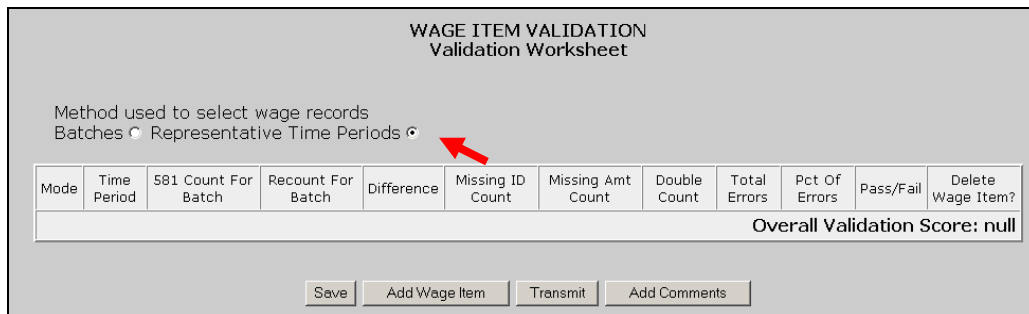 WAGE ITEM VALIDATION
Validation Worksheet
Method used to select wage records
Batches Representative Time Periods
Mode Time Period 581 Count For Batch Recount For Batch Difference Missing ID Count Missing Amt Count Double Count Total Errors Pct Of Errors Pass/Fail Delete Wage Item?
Overall Validation Score: null
Save Add Wage Item Transmit Add Comments